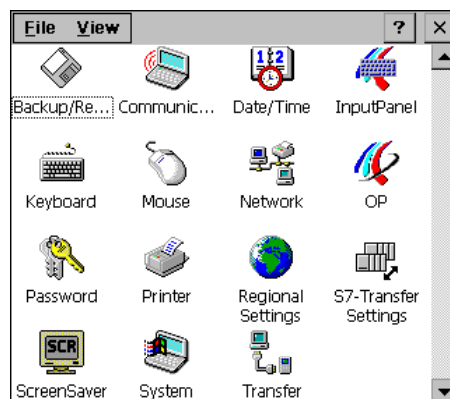 File View ? ×
Backup/Re... Communic... Date/Time InputPanel
Keyboard Mouse Network OP
Password Printer Regional Settings S7-Transfer Settings
SCR
ScreenSaver System Transfer